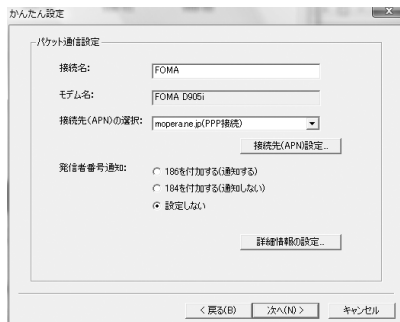 かんたん設定
パケット通信設定
接続名: FOMA
モデム名: FOMA D905i
接続先(APN)の選択: mopera.ne.jp(PPP接続)
接続先(APN)設定...
発信者番号通知: 186を付加する(通知する)
184を付加する(通知しない)
設定しない
詳細情報の設定...
< 戻る(B) 次へ(N) > キャンセル